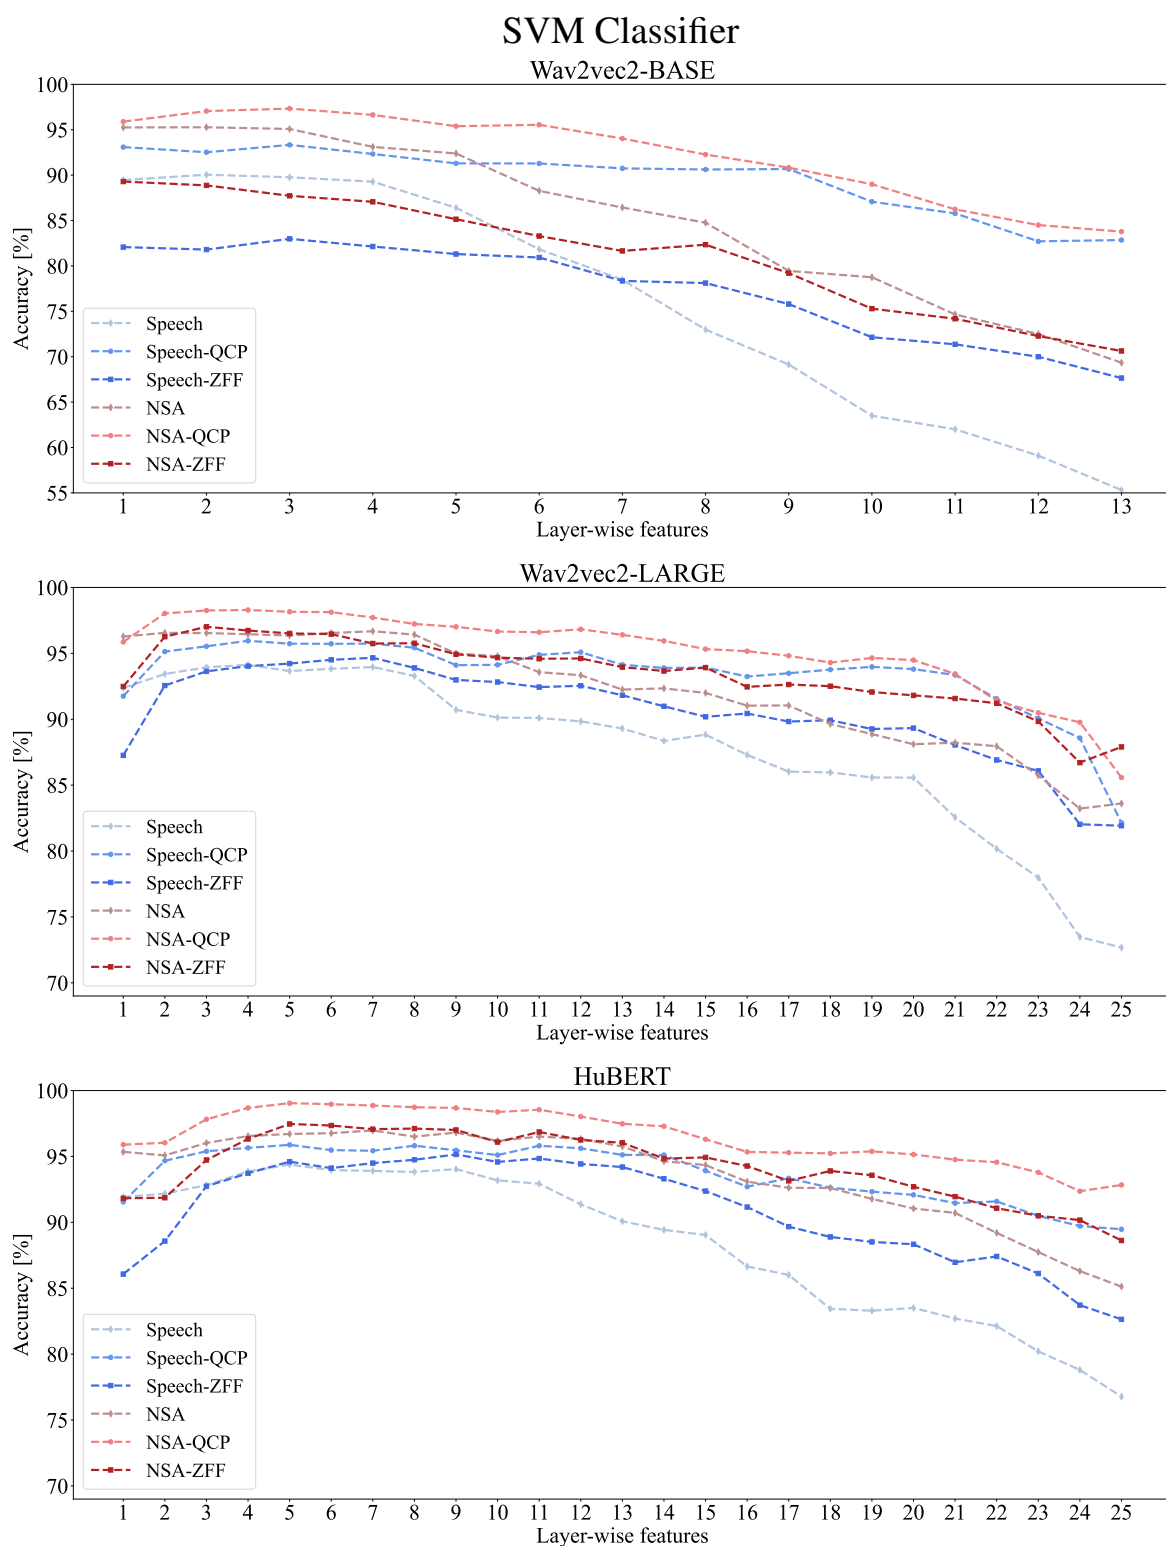 SVM Classifier
Wav2vec2-BASE
Accuracy [%]
100
95
90
85
80
75
70
65
60
55
Speech
Speech-QCP
Speech-ZFF
NSA
NSA-QCP
NSA-ZFF
1 2 3 4 5 6 7 8 9 10 11 12 13
Layer-wise features
Wav2vec2-LARGE
Accuracy [%]
100
95
90
85
80
75
70
Speech
Speech-QCP
Speech-ZFF
NSA
NSA-QCP
NSA-ZFF
1 2 3 4 5 6 7 8 9 10 11 12 13 14 15 16 17 18 19 20 21 22 23 24 25
Layer-wise features
HuBERT
Accuracy [%]
100
95
90
85
80
75
70
Speech
Speech-QCP
Speech-ZFF
NSA
NSA-QCP
NSA-ZFF
1 2 3 4 5 6 7 8 9 10 11 12 13 14 15 16 17 18 19 20 21 22 23 24 25
Layer-wise features